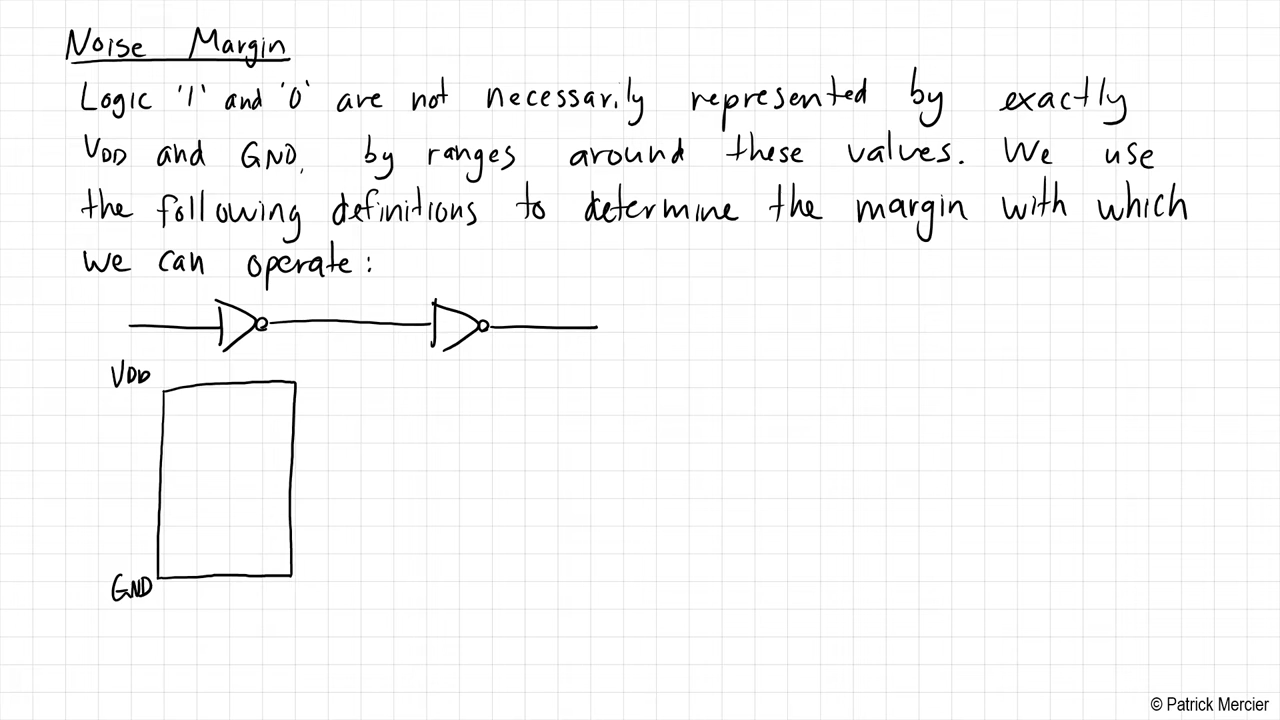 Noise Margin
Logic '1' and '0' are not necessarily represented by exactly
VDD and GND, by ranges around these values. We use
the following definitions to determine the margin with which
we can operate:
VDD
GND
© Patrick Mercier